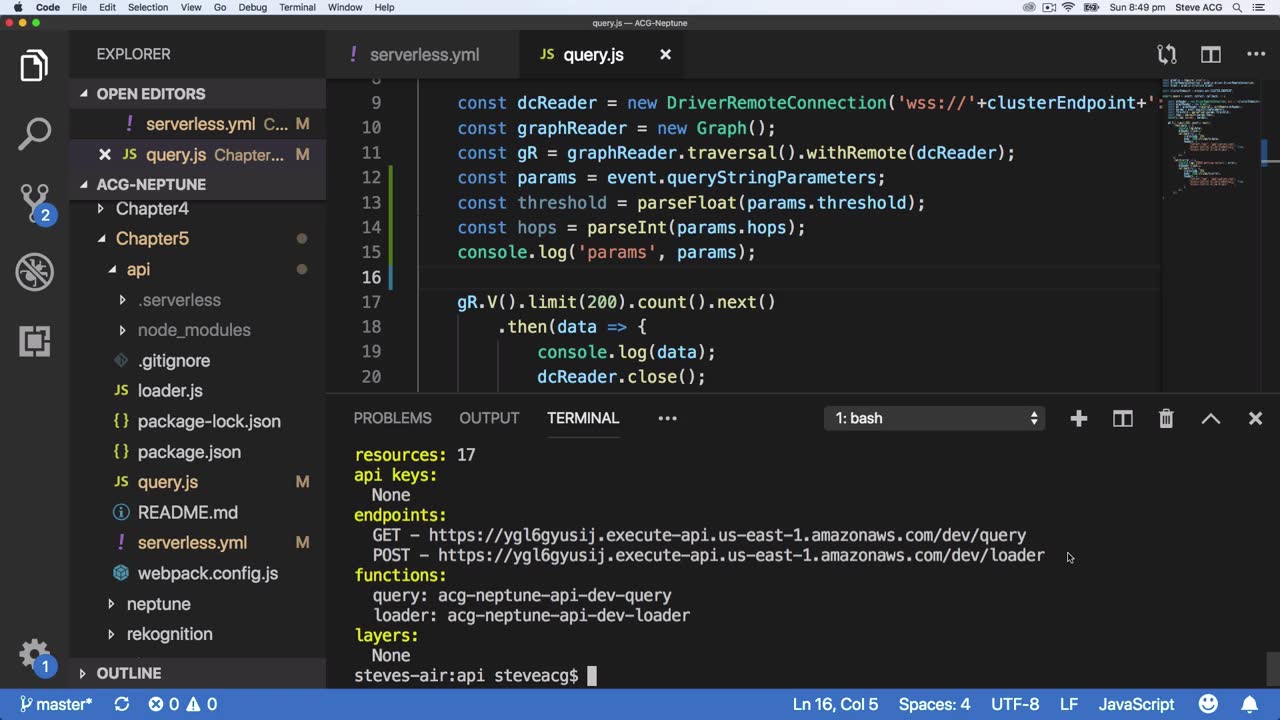 Code File Edit Selection View Go Debug Terminal Window Help Sun 8:49 pm Steve ACG
query.js — ACG-Neptune
EXPLORER
OPEN EDITORS
! serverless.yml C... M
JS query.js Chapter... M
ACG-NEPTUNE
Chapter4
Chapter5
api
.serverless
node_modules
.gitignore
JS loader.js
{} package-lock.json
{} package.json
JS query.js M
README.md
! serverless.yml M
webpack.config.js
neptune
rekognition
OUTLINE
2
1
! serverless.yml
JS query.js
8
9 const dcReader = new DriverRemoteConnection('wss://'+clusterEndpoint+':
10 const graphReader = new Graph();
11 const gR = graphReader.traversal().withRemote(dcReader);
12 const params = event.queryStringParameters;
13 const threshold = parseFloat(params.threshold);
14 const hops = parseInt(params.hops);
15 console.log('params', params);
16
17 gR.V().limit(200).count().next()
18 .then(data => {
19 console.log(data);
20 dcReader.close();
PROBLEMS OUTPUT TERMINAL ... 1: bash
resources: 17
api keys:
None
endpoints:
GET - https://ygl6gyusij.execute-api.us-east-1.amazonaws.com/dev/query
POST - https://ygl6gyusij.execute-api.us-east-1.amazonaws.com/dev/loader
functions:
query: acg-neptune-api-dev-query
loader: acg-neptune-api-dev-loader
layers:
None
steves-air:api steveacg$
master* 0 0 Ln 16, Col 5 Spaces: 4 UTF-8 LF JavaScript